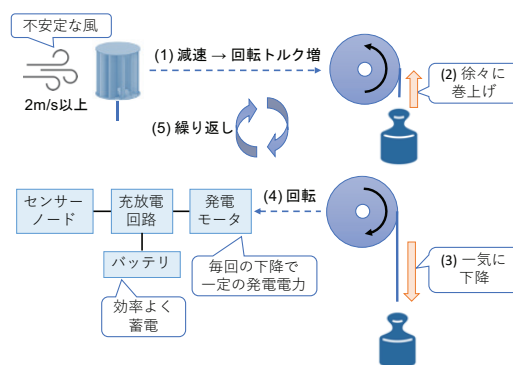 不安定な風
2m/s以上
(1) 減速 → 回転トルク増
(2) 徐々に
巻上げ
(5) 繰り返し
センサー
ノード
充放電
回路
発電
モータ
(4) 回転
バッテリ
毎回の下降で
一定の発電電力
効率よく
蓄電
(3) 一気に
下降